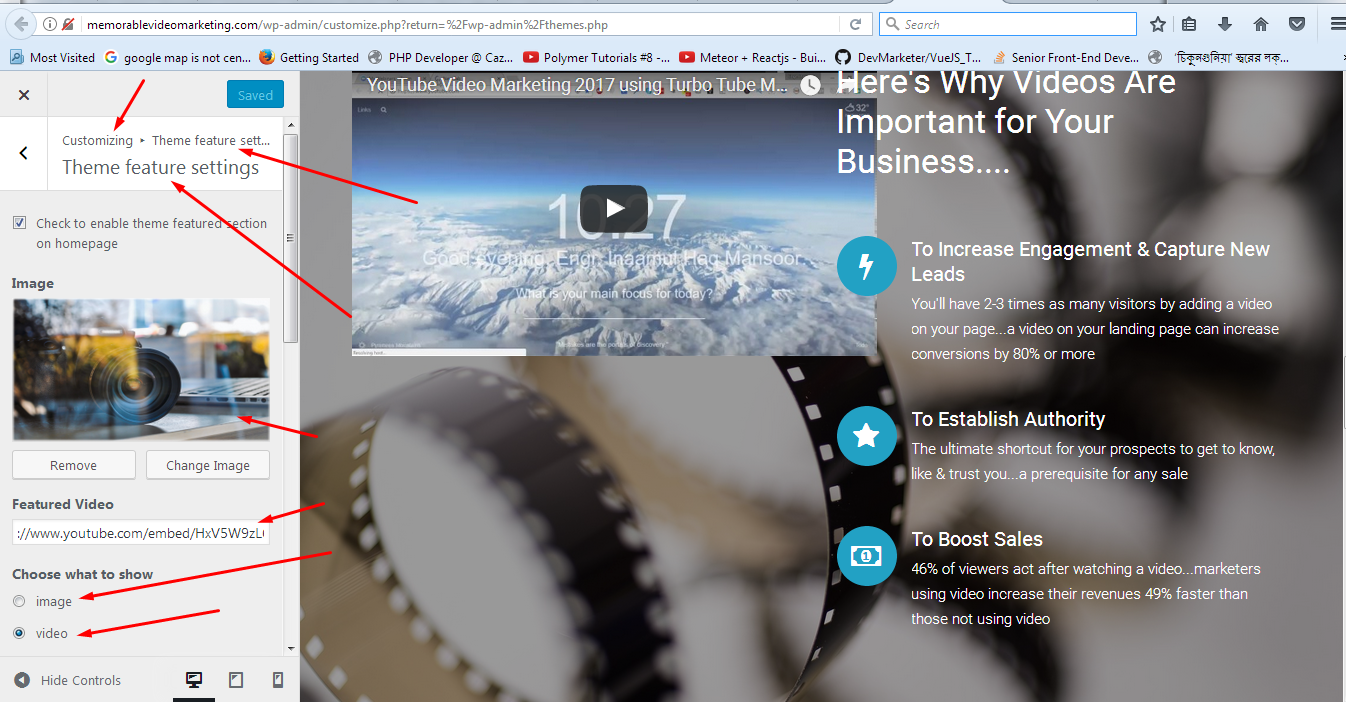 memorablevideomarketing.com/wp-admin/customize.php?return=%2Fwp-admin%2Fthemes.php
Search
Most Visited
google map is not cen...
Getting Started
PHP Developer @ Caz...
Polymer Tutorials #8 -...
Meteor + Reactjs - Bui...
DevMarketer/VueJS_T...
Senior Front-End Deve...
'চিকুনগুনিয়া' জ্বরের লক্...
Saved
Customizing ▸ Theme feature sett...
Theme feature settings
Check to enable theme featured section
on homepage
Image
Remove
Change Image
Featured Video
://www.youtube.com/embed/HxV5W9zL
Choose what to show
image
video
Hide Controls
YouTube Video Marketing 2017 using Turbo Tube M...
Links
32°
10:27
Good evening, Engr. Inaamul Haq Mansoor
What is your main focus for today?
Here's Why Videos Are
Important for Your
Business....
To Increase Engagement & Capture New
Leads
You'll have 2-3 times as many visitors by adding a video
on your page...a video on your landing page can increase
conversions by 80% or more
To Establish Authority
The ultimate shortcut for your prospects to get to know,
like & trust you...a prerequisite for any sale
To Boost Sales
46% of viewers act after watching a video...marketers
using video increase their revenues 49% faster than
those not using video